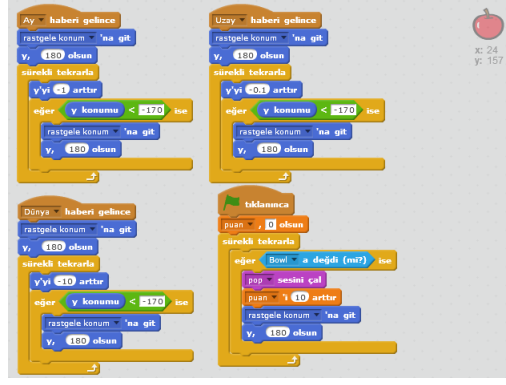 Ay haberi gelince
rastgele konum 'na git
y, 180 olsun
sürekli tekrarla
y'yi -1 arttır
eğer y konumu < -170 ise
rastgele konum 'na git
y, 180 olsun
Uzay haberi gelince
rastgele konum 'na git
y, 180 olsun
sürekli tekrarla
y'yi -0.1 arttır
eğer y konumu < -170 ise
rastgele konum 'na git
y, 180 olsun
x: 24
y: 157
Dünya haberi gelince
rastgele konum 'na git
y, 180 olsun
sürekli tekrarla
y'yi -10 arttır
eğer y konumu < -170 ise
rastgele konum 'na git
y, 180 olsun
tıklanınca
puan , 0 olsun
sürekli tekrarla
eğer Bowl a değdi (mi?) ise
pop sesini çal
puan 'i 10 arttır
rastgele konum 'na git
y, 180 olsun